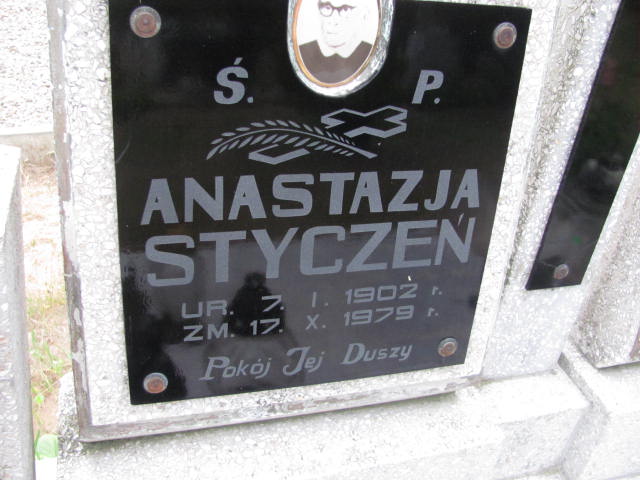 Ś. P.
ANASTAZJA
STYCZEŃ
UR. 7. I. 1902 r.
ZM. 17. X. 1979 r.
Pokój Jej Duszy